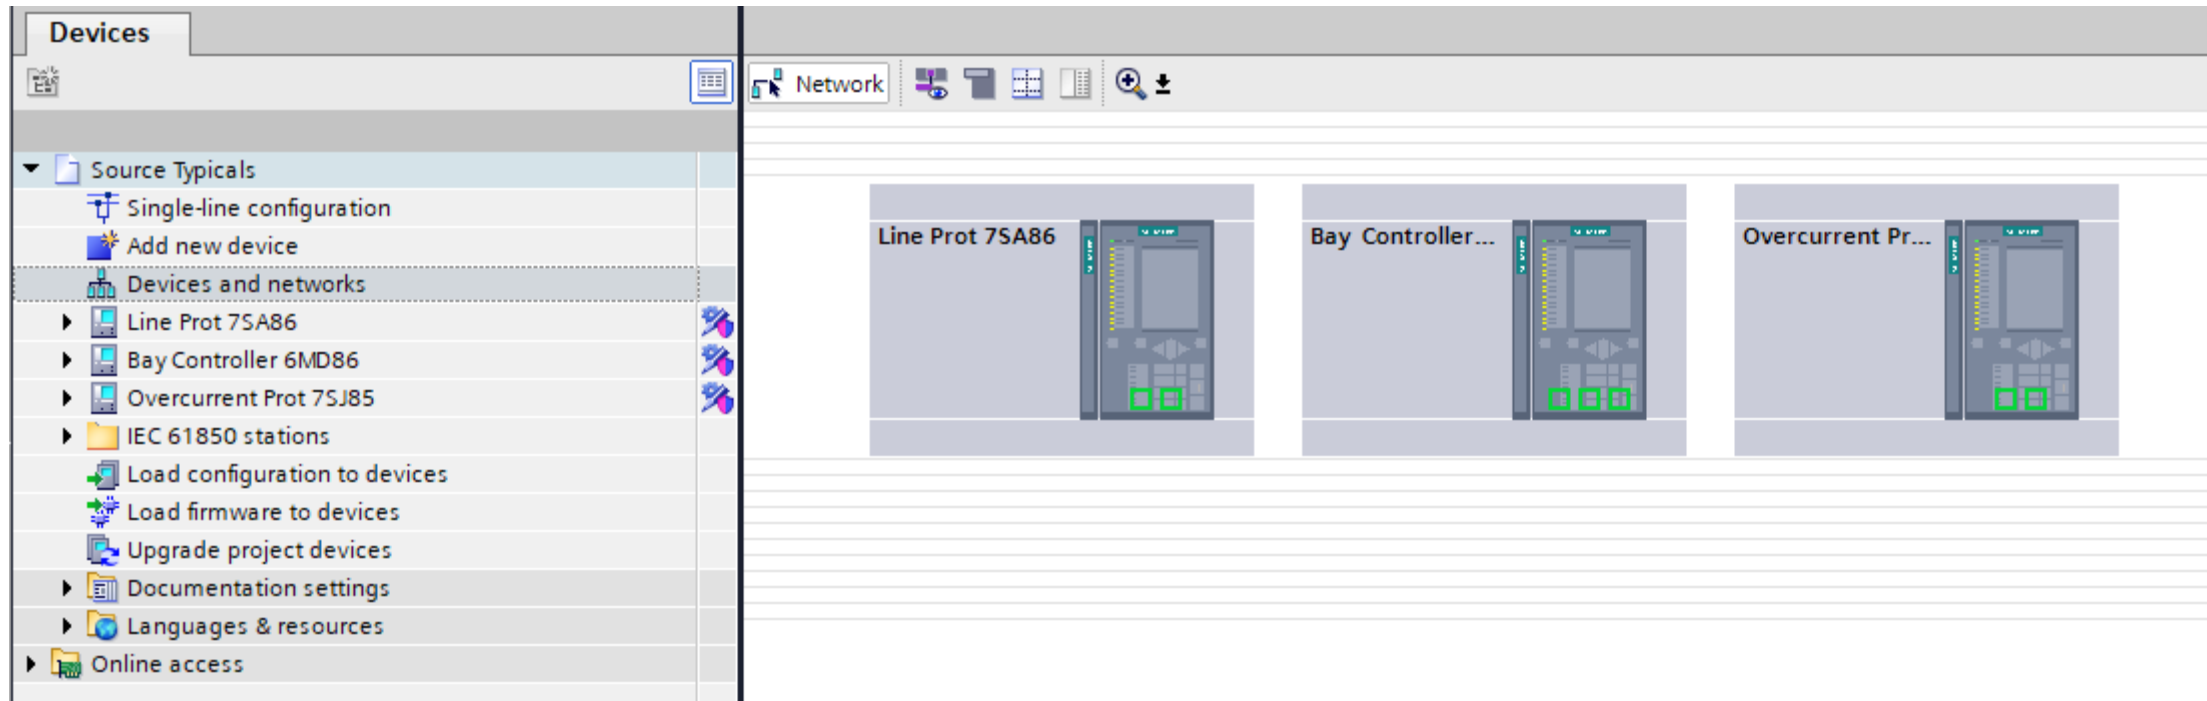 Devices
Network
Source Typicals
Single-line configuration
Add new device
Devices and networks
Line Prot 7SA86
Bay Controller 6MD86
Overcurrent Prot 7SJ85
IEC 61850 stations
Load configuration to devices
Load firmware to devices
Upgrade project devices
Documentation settings
Languages & resources
Online access
Line Prot 7SA86
Bay Controller...
Overcurrent Pr...